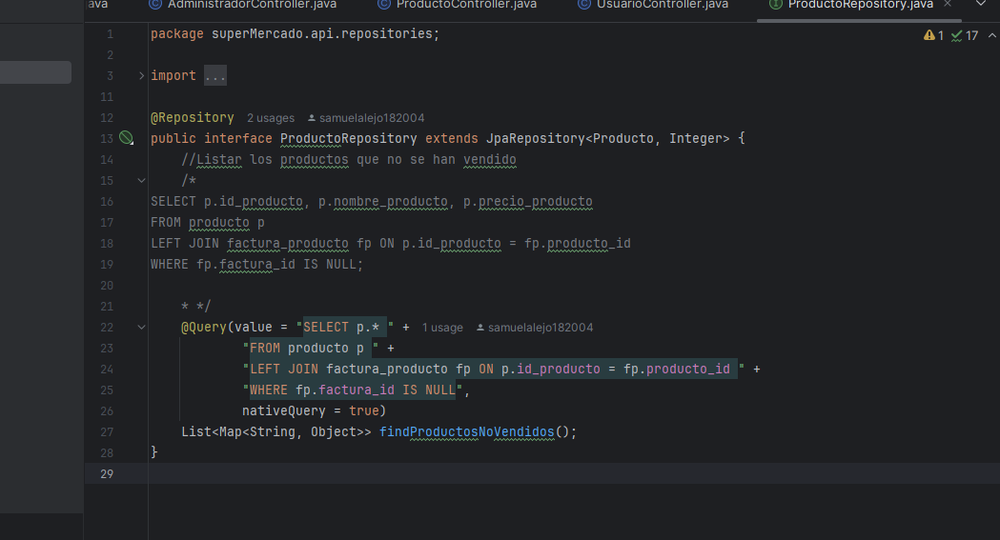 ava AdministradorController.java ProductoController.java UsuarioController.java ProductoRepository.java
1 package superMercado.api.repositories;
2
3 import ...
11
12 @Repository 2 usages samuelalejo182004
13 public interface ProductoRepository extends JpaRepository<Producto, Integer> {
14 //Listar los productos que no se han vendido
15 /*
16 SELECT p.id_producto, p.nombre_producto, p.precio_producto
17 FROM producto p
18 LEFT JOIN factura_producto fp ON p.id_producto = fp.producto_id
19 WHERE fp.factura_id IS NULL;
20
21 * */
22 @Query(value = "SELECT p.* " + 1 usage samuelalejo182004
23 "FROM producto p " +
24 "LEFT JOIN factura_producto fp ON p.id_producto = fp.producto_id " +
25 "WHERE fp.factura_id IS NULL",
26 nativeQuery = true)
27 List<Map<String, Object>> findProductosNoVendidos();
28 }
29
1 17